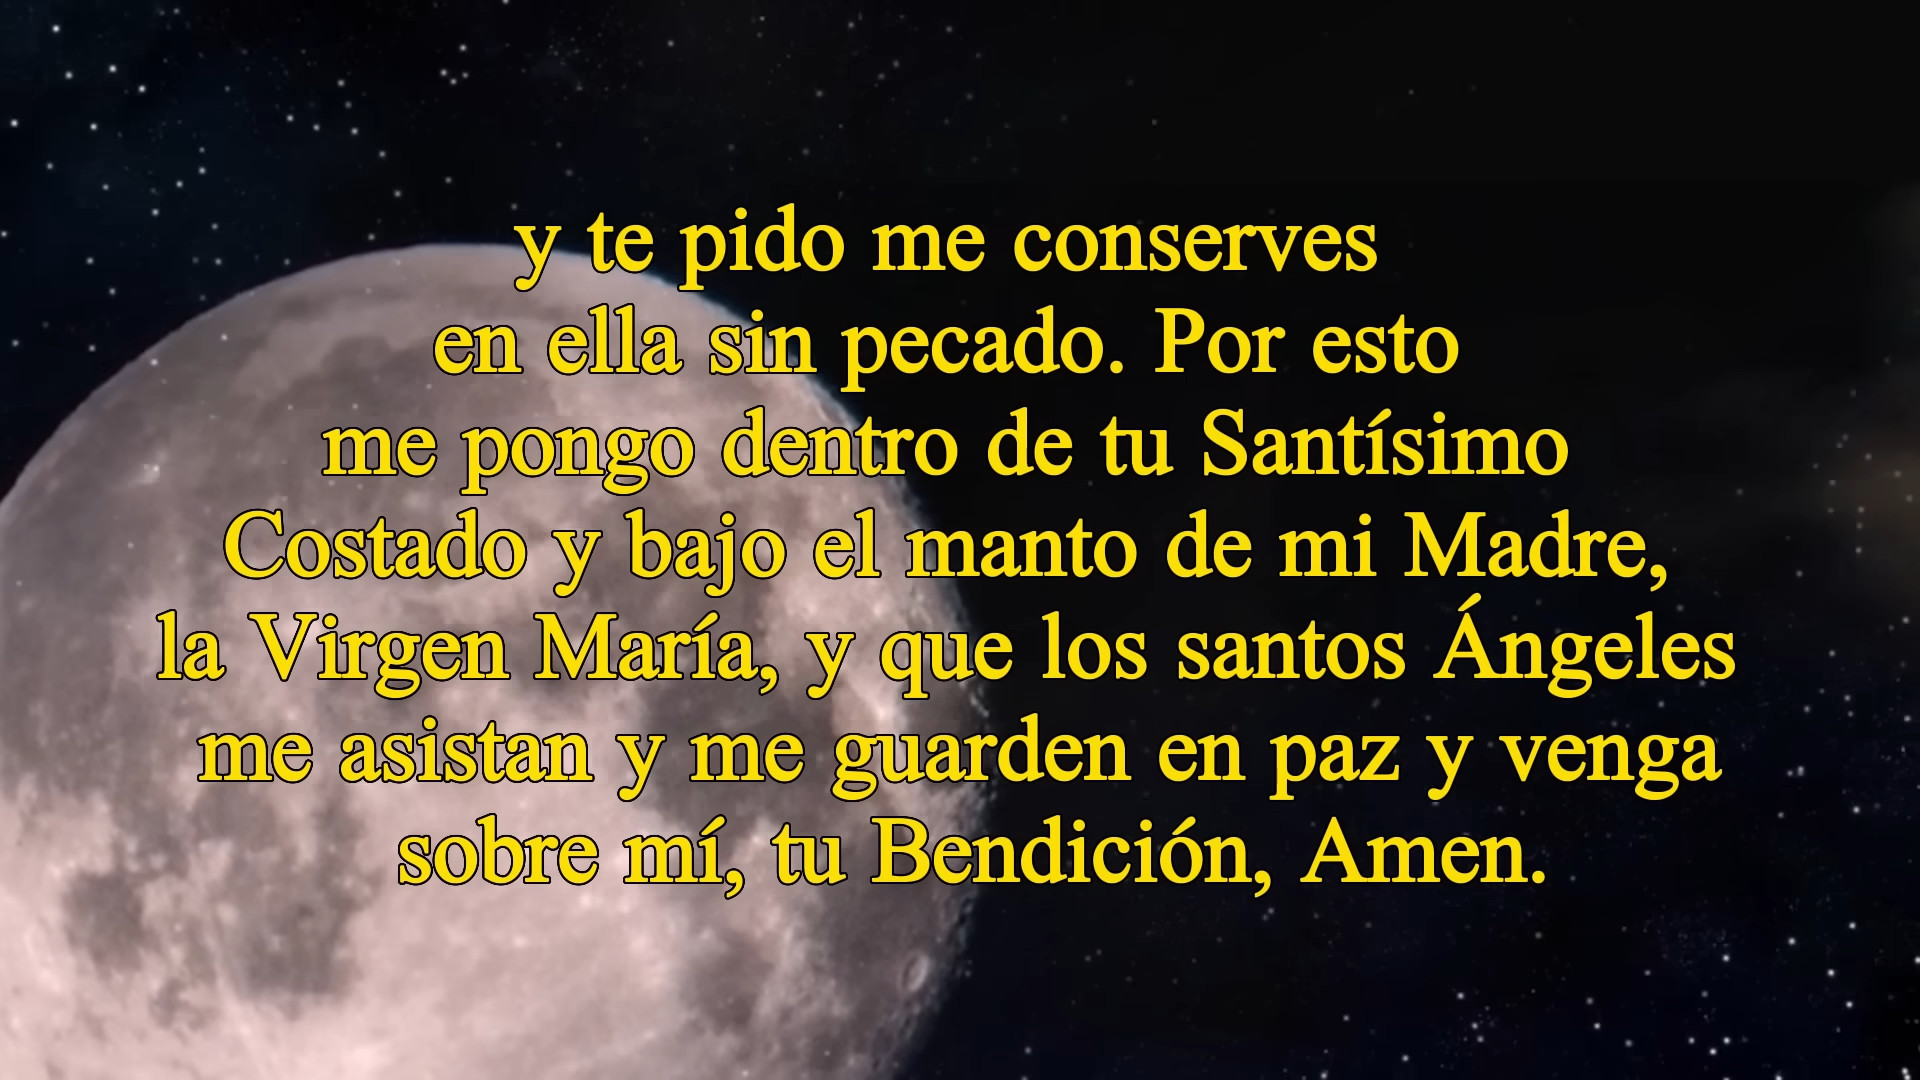 y te pido me conserves
en ella sin pecado. Por esto
me pongo dentro de tu Santísimo
Costado y bajo el manto de mi Madre,
la Virgen María, y que los santos Ángeles
me asistan y me guarden en paz y venga
sobre mí, tu Bendición, Amen.